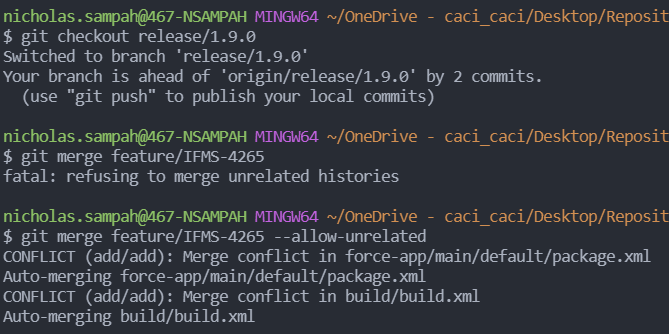 nicholas.sampah@467-NSAMPAH MINGW64 ~/OneDrive - caci_caci/Desktop/Reposit
$ git checkout release/1.9.0
Switched to branch 'release/1.9.0'
Your branch is ahead of 'origin/release/1.9.0' by 2 commits.
  (use "git push" to publish your local commits)

nicholas.sampah@467-NSAMPAH MINGW64 ~/OneDrive - caci_caci/Desktop/Reposit
$ git merge feature/IFMS-4265
fatal: refusing to merge unrelated histories

nicholas.sampah@467-NSAMPAH MINGW64 ~/OneDrive - caci_caci/Desktop/Reposit
$ git merge feature/IFMS-4265 --allow-unrelated
CONFLICT (add/add): Merge conflict in force-app/main/default/package.xml
Auto-merging force-app/main/default/package.xml
CONFLICT (add/add): Merge conflict in build/build.xml
Auto-merging build/build.xml